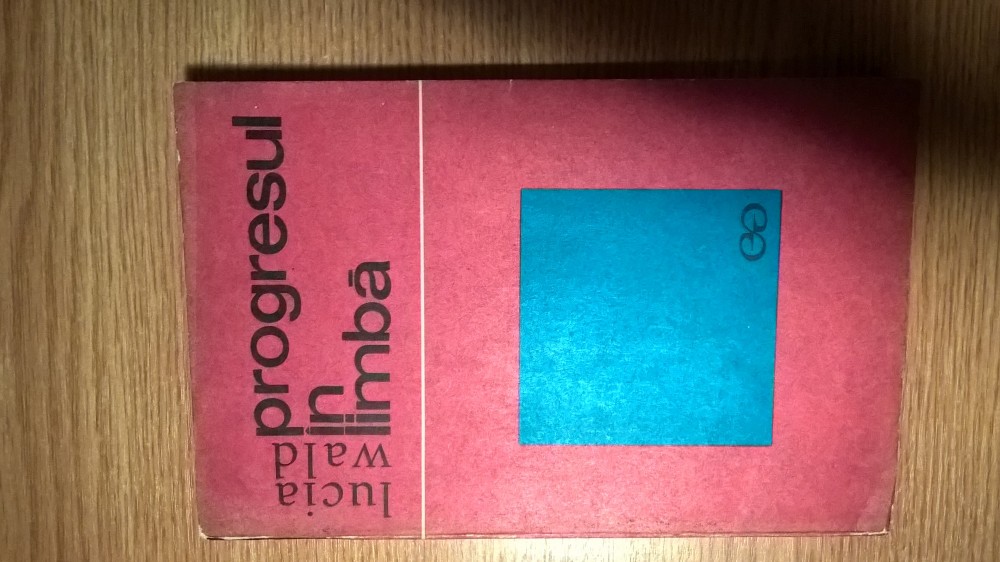 lucia
wald
progresul
în
limbă